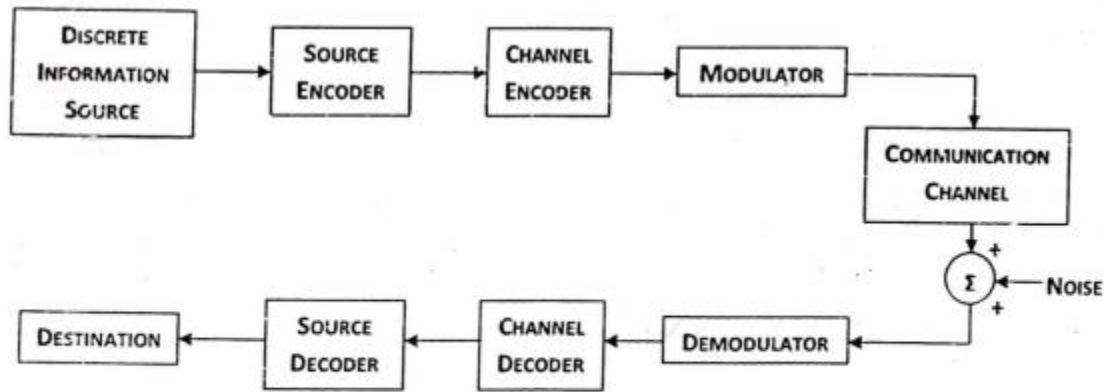 DISCRETE
INFORMATION
SOURCE
SOURCE
ENCODER
CHANNEL
ENCODER
MODULATOR
COMMUNICATION
CHANNEL
+
Σ
NOISE
+
DESTINATION
SOURCE
DECODER
CHANNEL
DECODER
DEMODULATOR